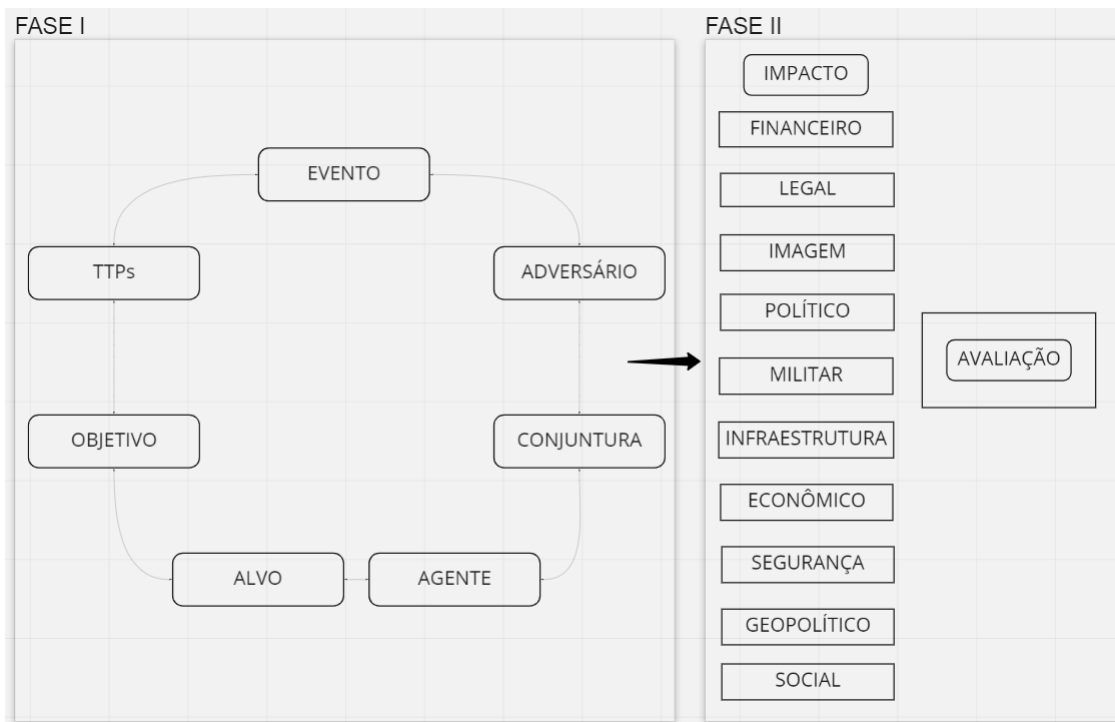 FASE I
EVENTO
TTPs
ADVERSÁRIO
OBJETIVO
CONJUNTURA
ALVO
AGENTE
FASE II
IMPACTO
FINANCEIRO
LEGAL
IMAGEM
POLÍTICO
MILITAR
INFRAESTRUTURA
ECONÔMICO
SEGURANÇA
GEOPOLÍTICO
SOCIAL
AVALIAÇÃO